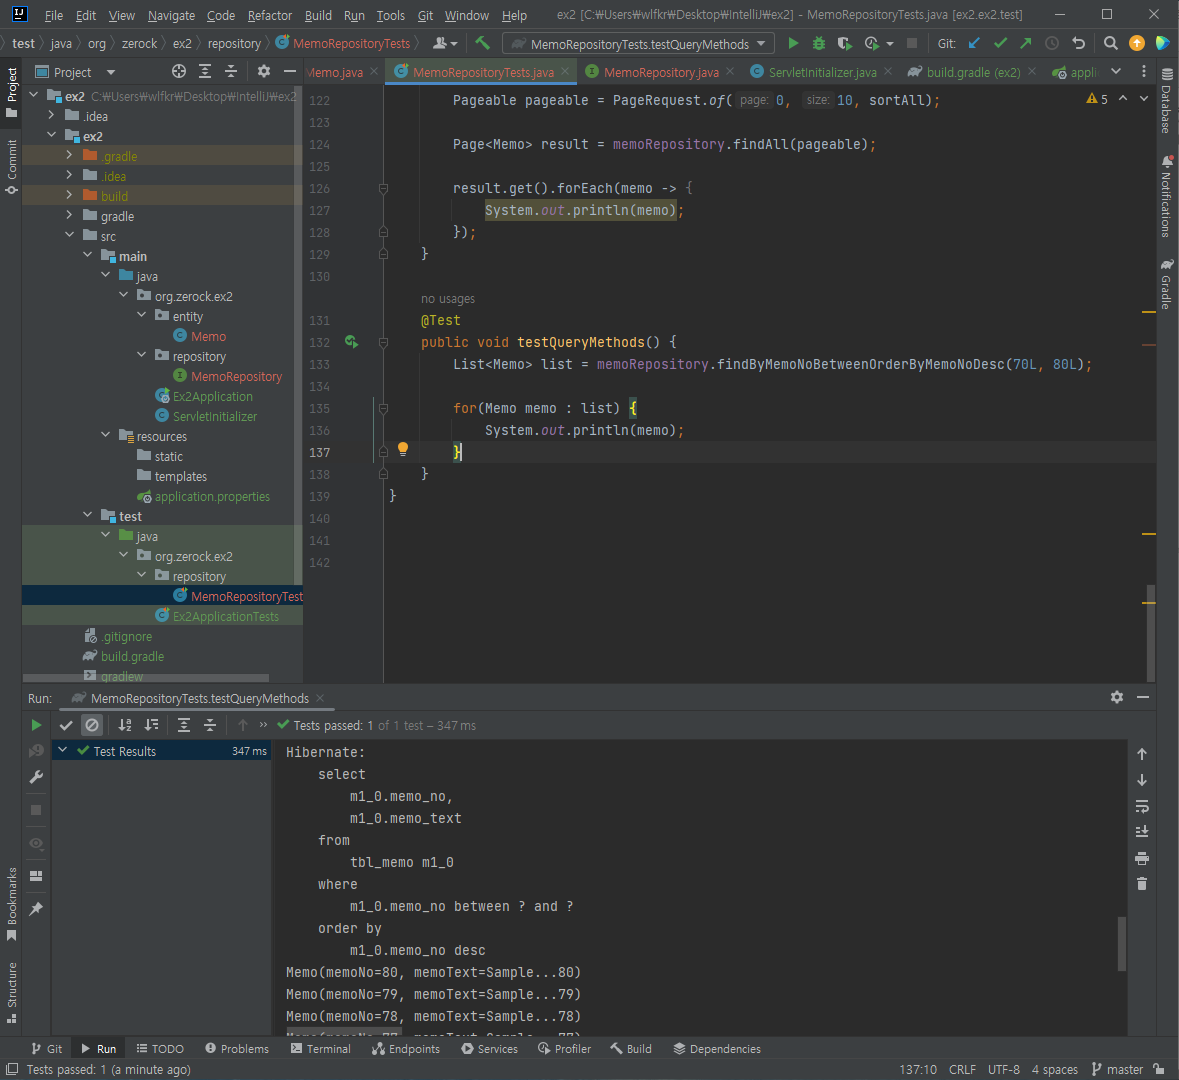 File Edit View Navigate Code Refactor Build Run Tools Git Window Help ex2 [C:\Users\wlfkr\Desktop\IntelliJ\ex2] - MemoRepositoryTests.java [ex2.ex2.test]
test java org zerock ex2 repository MemoRepositoryTests MemoRepositoryTests.testQueryMethods Git:
Project Memo.java MemoRepositoryTests.java MemoRepository.java ServletInitializer.java build.gradle (ex2) appli
Project
Commit
Bookmarks
Structure
ex2 C:\Users\wlfkr\Desktop\IntelliJ\ex2
.idea
ex2
.gradle
.idea
build
gradle
src
main
java
org.zerock.ex2
entity
Memo
repository
MemoRepository
Ex2Application
ServletInitializer
resources
static
templates
application.properties
test
java
org.zerock.ex2
repository
MemoRepositoryTest
Ex2ApplicationTests
.gitignore
build.gradle
gradlew
122 Pageable pageable = PageRequest.of( page: 0, size: 10, sortAll);
5
123
124 Page<Memo> result = memoRepository.findAll(pageable);
125
126 result.get().forEach(memo -> {
127 System.out.println(memo);
128 });
129 }
130
no usages
131 @Test
132 public void testQueryMethods() {
133 List<Memo> list = memoRepository.findByMemoNoBetweenOrderByMemoNoDesc(70L, 80L);
134
135 for(Memo memo : list) {
136 System.out.println(memo);
137 }
138 }
139 }
140
141
142
Database
Notifications
Gradle
Run: MemoRepositoryTests.testQueryMethods
Tests passed: 1 of 1 test – 347 ms
Test Results 347 ms
Hibernate:
select
m1_0.memo_no,
m1_0.memo_text
from
tbl_memo m1_0
where
m1_0.memo_no between ? and ?
order by
m1_0.memo_no desc
Memo(memoNo=80, memoText=Sample...80)
Memo(memoNo=79, memoText=Sample...79)
Memo(memoNo=78, memoText=Sample...78)
Memo(memoNo=77, memoText=Sample...77)
Git Run TODO Problems Terminal Endpoints Services Profiler Build Dependencies
Tests passed: 1 (a minute ago) 137:10 CRLF UTF-8 4 spaces master